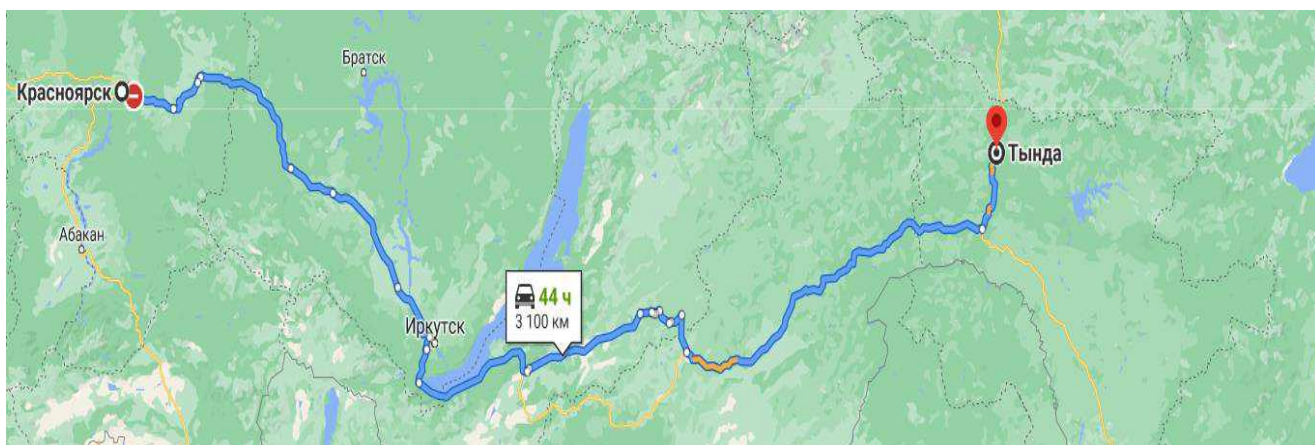 Братск
Красноярск
Тында
Абакан
44 ч
3 100 км
Иркутск